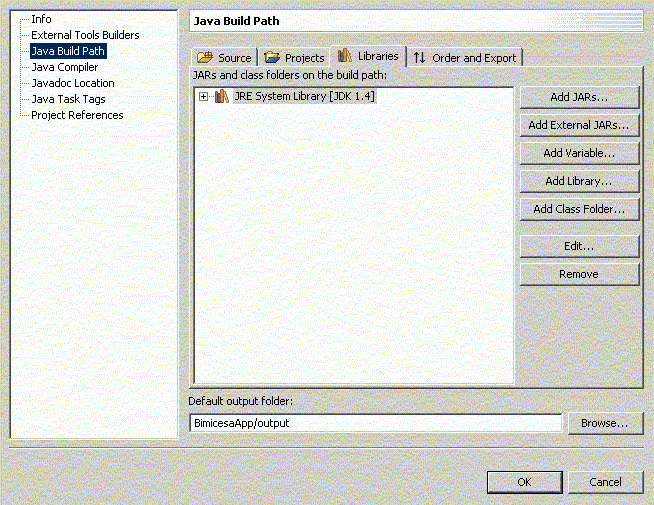 Info
External Tools Builders
Java Build Path
Java Compiler
Javadoc Location
Java Task Tags
Project References
Java Build Path
Source Projects Libraries Order and Export
JARs and class folders on the build path:
JRE System Library [JDK 1.4]
Add JARs...
Add External JARs...
Add Variable...
Add Library...
Add Class Folder...
Edit...
Remove
Default output folder:
BimicesaApp/output
Browse...
OK Cancel